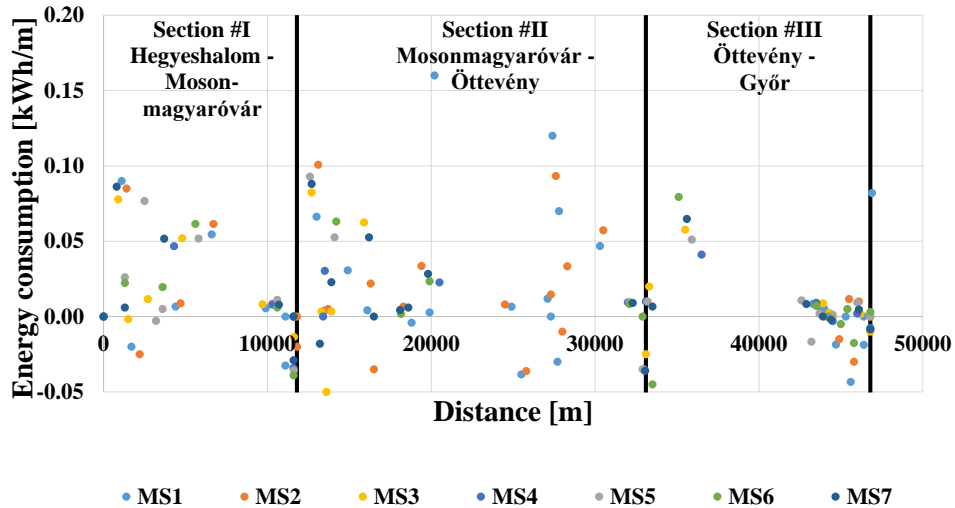 Energy consumption [kWh/m]
0.20
0.15
0.10
0.05
0.00
-0.05
Section #I
Hegyeshalom -
Moson-
magyaróvár
Section #II
Mosonmagyaróvár -
Öttevény
Section #III
Öttevény -
Győr
0
10000
20000
30000
40000
50000
Distance [m]
MS1 MS2 MS3 MS4 MS5 MS6 MS7